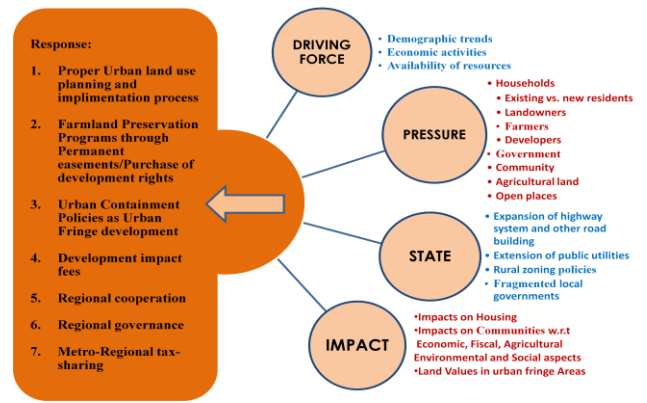 Response:
1. Proper Urban land use
planning and
implimentation process
2. Farmland Preservation
Programs through
Permanent
easements/Purchase of
development rights
3. Urban Containment
Policies as Urban
Fringe development
4. Development impact
fees
5. Regional cooperation
6. Regional governance
7. Metro-Regional tax-
sharing
DRIVING
FORCE
• Demographic trends
• Economic activities
• Availability of resources
PRESSURE
• Households
• Existing vs. new residents
• Landowners
• Farmers
• Developers
• Government
• Community
• Agricultural land
• Open places
STATE
• Expansion of highway
system and other road
building
• Extension of public utilities
• Rural zoning policies
• Fragmented local
governments
IMPACT
•Impacts on Housing
•Impacts on Communities w.r.t
Economic, Fiscal, Agricultural
Environmental and Social aspects
•Land Values in urban fringe Areas